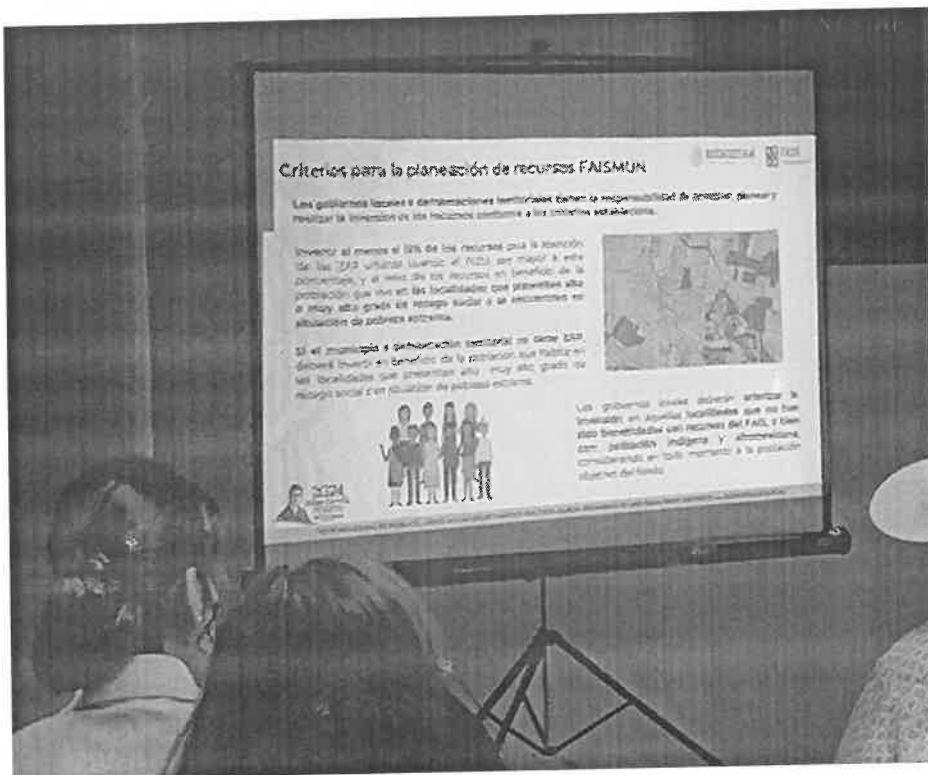 Criterios para la planeación de recursos FAISMUN
BIENESTAR
Los gobiernos locales o demarcaciones territoriales tienen la responsabilidad de planear y
realizar la inversión de los recursos conforme a los
Invertir al menos el de los recursos para la atención
de las ZAP urbanas cuando el sea mayor a este
porcentaje, y el resto de los recursos en beneficio de la
población que vive en las localidades que presentan alto
o muy alto grado de rezago social o se encuentren en
situación de pobreza extrema.
Si el municipio o demarcación territorial no tiene ZAP,
deberá invertir en beneficio de la población que habita en
las localidades que presentan alto muy alto grado de
rezago social o en situación de pobreza extrema.
Los gobiernos locales deberán priorizar la
inversión en aquellas localidades que no han
sido beneficiadas con recursos del FAIS, o bien
con población indígena y afromexicana,
considerando en todo momento a la población
objetivo del fondo.
2024